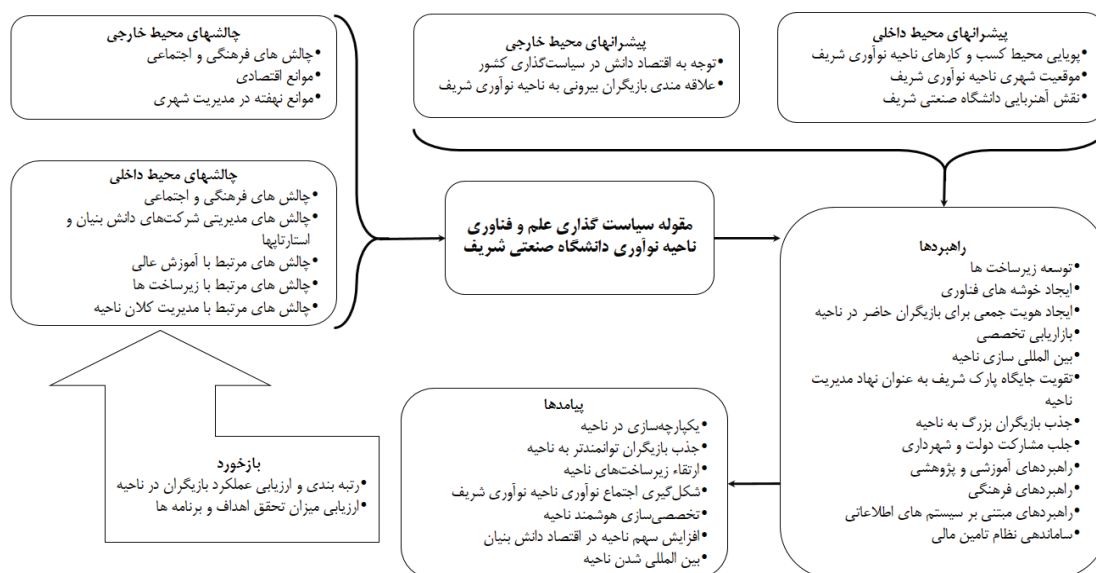 پیشرانهای محیط داخلی
•پویایی محیط کسب و کارهای ناحیه نوآوری شریف
•موقعیت شهری ناحیه نوآوری شریف
•نقش آهنربایی دانشگاه صنعتی شریف
پیشرانهای محیط خارجی
•توجه به اقتصاد دانش در سیاست‌گذاری کشور
•علاقه مندی بازیگران بیرونی به ناحیه نوآوری شریف
چالشهای محیط خارجی
•چالش های فرهنگی و اجتماعی
•موانع اقتصادی
•موانع نهفته در مدیریت شهری
چالشهای محیط داخلی
•چالش های فرهنگی و اجتماعی
•چالش های مدیریتی شرکت‌های دانش بنیان و
استارتاپها
•چالش های مرتبط با آموزش عالی
•چالش های مرتبط با زیرساخت ها
•چالش های مرتبط با مدیریت کلان ناحیه
مقوله سیاست گذاری علم و فناوری
ناحیه نوآوری دانشگاه صنعتی شریف
راهبردها
•توسعه زیرساخت ها
•ایجاد خوشه های فناوری
•ایجاد هویت جمعی برای بازیگران حاضر در ناحیه
•بازاریابی تخصصی
•بین المللی سازی ناحیه
•تقویت جایگاه پارک شریف به عنوان نهاد مدیریت
ناحیه
•جذب بازیگران بزرگ به ناحیه
•جلب مشارکت دولت و شهرداری
•راهبردهای آموزشی و پژوهشی
•راهبردهای فرهنگی
•راهبردهای مبتنی بر سیستم های اطلاعاتی
•ساماندهی نظام تامین مالی
پیامدها
•یکپارچه‌سازی در ناحیه
•جذب بازیگران توانمندتر به ناحیه
•ارتقاء زیرساخت‌های ناحیه
•شکل‌گیری اجتماع نوآوری ناحیه نوآوری شریف
•تخصصی‌سازی هوشمند ناحیه
•افزایش سهم ناحیه در اقتصاد دانش بنیان
•بین المللی شدن ناحیه
بازخورد
•رتبه بندی و ارزیابی عملکرد بازیگران در ناحیه
•ارزیابی میزان تحقق اهداف و برنامه ها